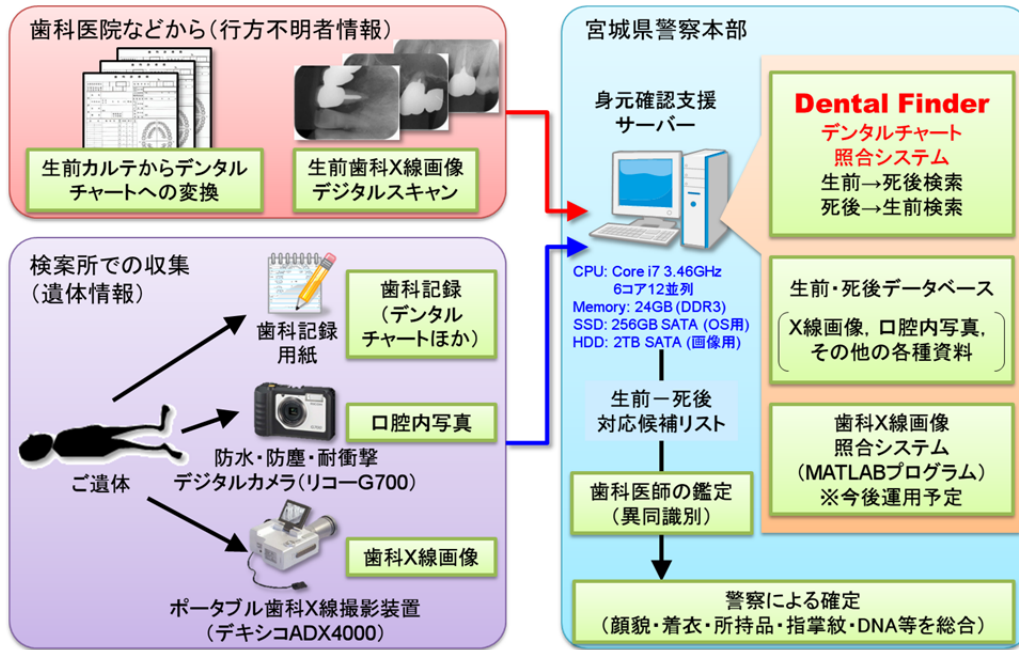 歯科医院などから(行方不明者情報)
生前カルテからデンタル
チャートへの変換
生前歯科X線画像
デジタルスキャン
検案所での収集
(遺体情報)
歯科記録
用紙
歯科記録
(デンタル
チャートほか)
口腔内写真
防水・防塵・耐衝撃
デジタルカメラ(リコーG700)
ご遺体
歯科X線画像
ポータブル歯科X線撮影装置
(デキシコADX4000)
宮城県警察本部
身元確認支援
サーバー
CPU: Core i7 3.46GHz
6コア12並列
Memory: 24GB (DDR3)
SSD: 256GB SATA (OS用)
HDD: 2TB SATA (画像用)
Dental Finder
デンタルチャート
照合システム
生前→死後検索
死後→生前検索
生前・死後データベース
X線画像, 口腔内写真,
その他の各種資料
歯科X線画像
照合システム
(MATLABプログラム)
※今後運用予定
生前－死後
対応候補リスト
歯科医師の鑑定
(異同識別)
警察による確定
(顔貌・着衣・所持品・指掌紋・DNA等を総合)